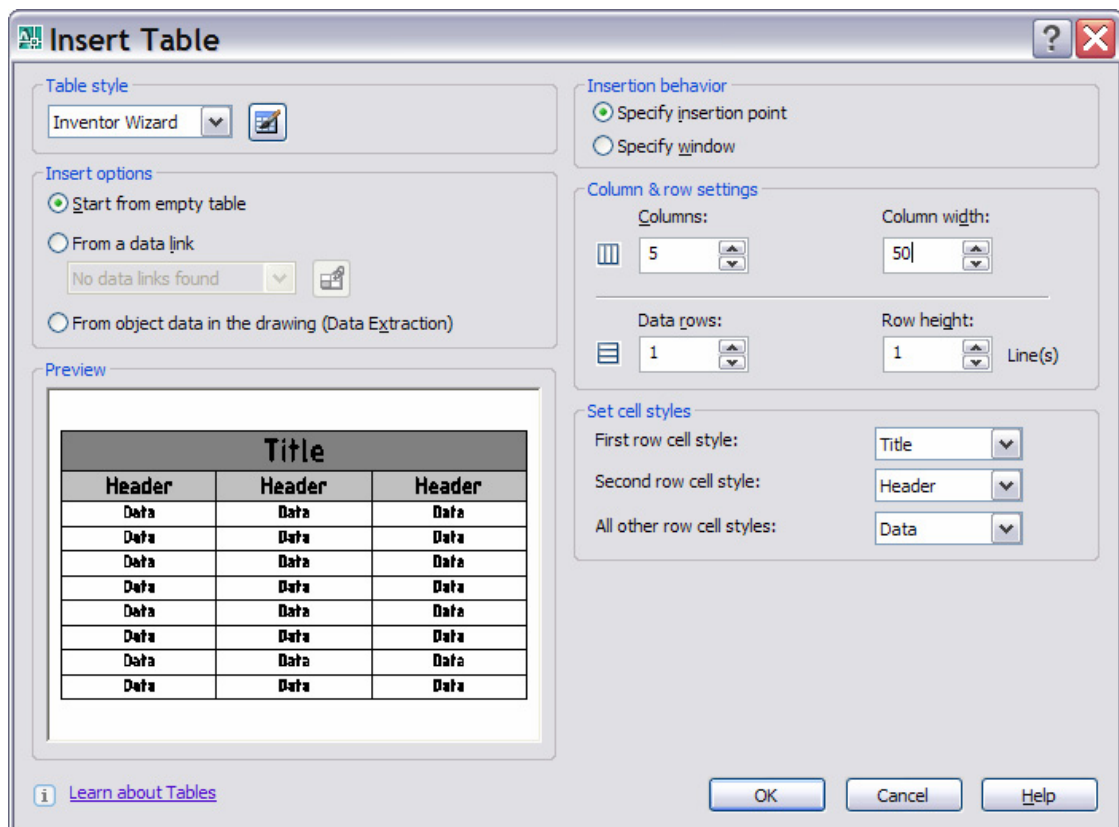 Insert Table
Table style
Inventor Wizard
Insert options
Start from empty table
From a data link
No data links found
From object data in the drawing (Data Extraction)
Preview
Title
Header Header Header
Data Data Data
Data Data Data
Data Data Data
Data Data Data
Data Data Data
Data Data Data
Data Data Data
Data Data Data
Learn about Tables
Insertion behavior
Specify insertion point
Specify window
Column & row settings
Columns: Column width:
5 50
Data rows: Row height:
1 1 Line(s)
Set cell styles
First row cell style: Title
Second row cell style: Header
All other row cell styles: Data
OK Cancel Help